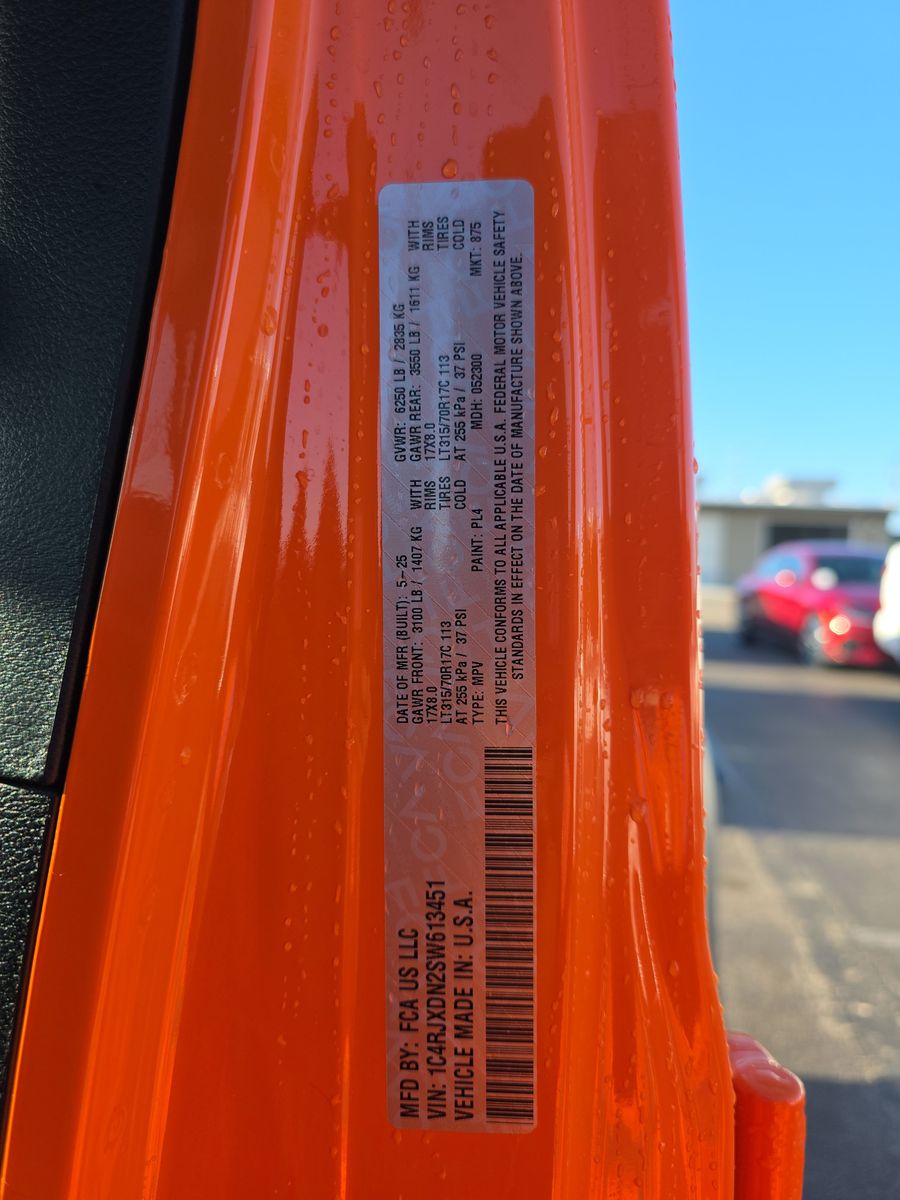 MFD BY: FCA US LLC
VIN: 1C4RJXDN2SW613451
VEHICLE MADE IN: U.S.A.
DATE OF MFR (BUILT): 5-25 GVWR: 6250 LB / 2835 KG
GAWR FRONT: 3100 LB / 1407 KG WITH GAWR REAR: 3550 LB / 1611 KG WITH
17X8.0 RIMS 17X8.0 RIMS
LT315/70R17C 113 TIRES LT315/70R17C 113 TIRES
AT 255 kPa / 37 PSI COLD AT 255 kPa / 37 PSI COLD
TYPE: MPV PAINT: PL4 MDH: 052300 MKT: 875
THIS VEHICLE CONFORMS TO ALL APPLICABLE U.S.A. FEDERAL MOTOR VEHICLE SAFETY
STANDARDS IN EFFECT ON THE DATE OF MANUFACTURE SHOWN ABOVE.